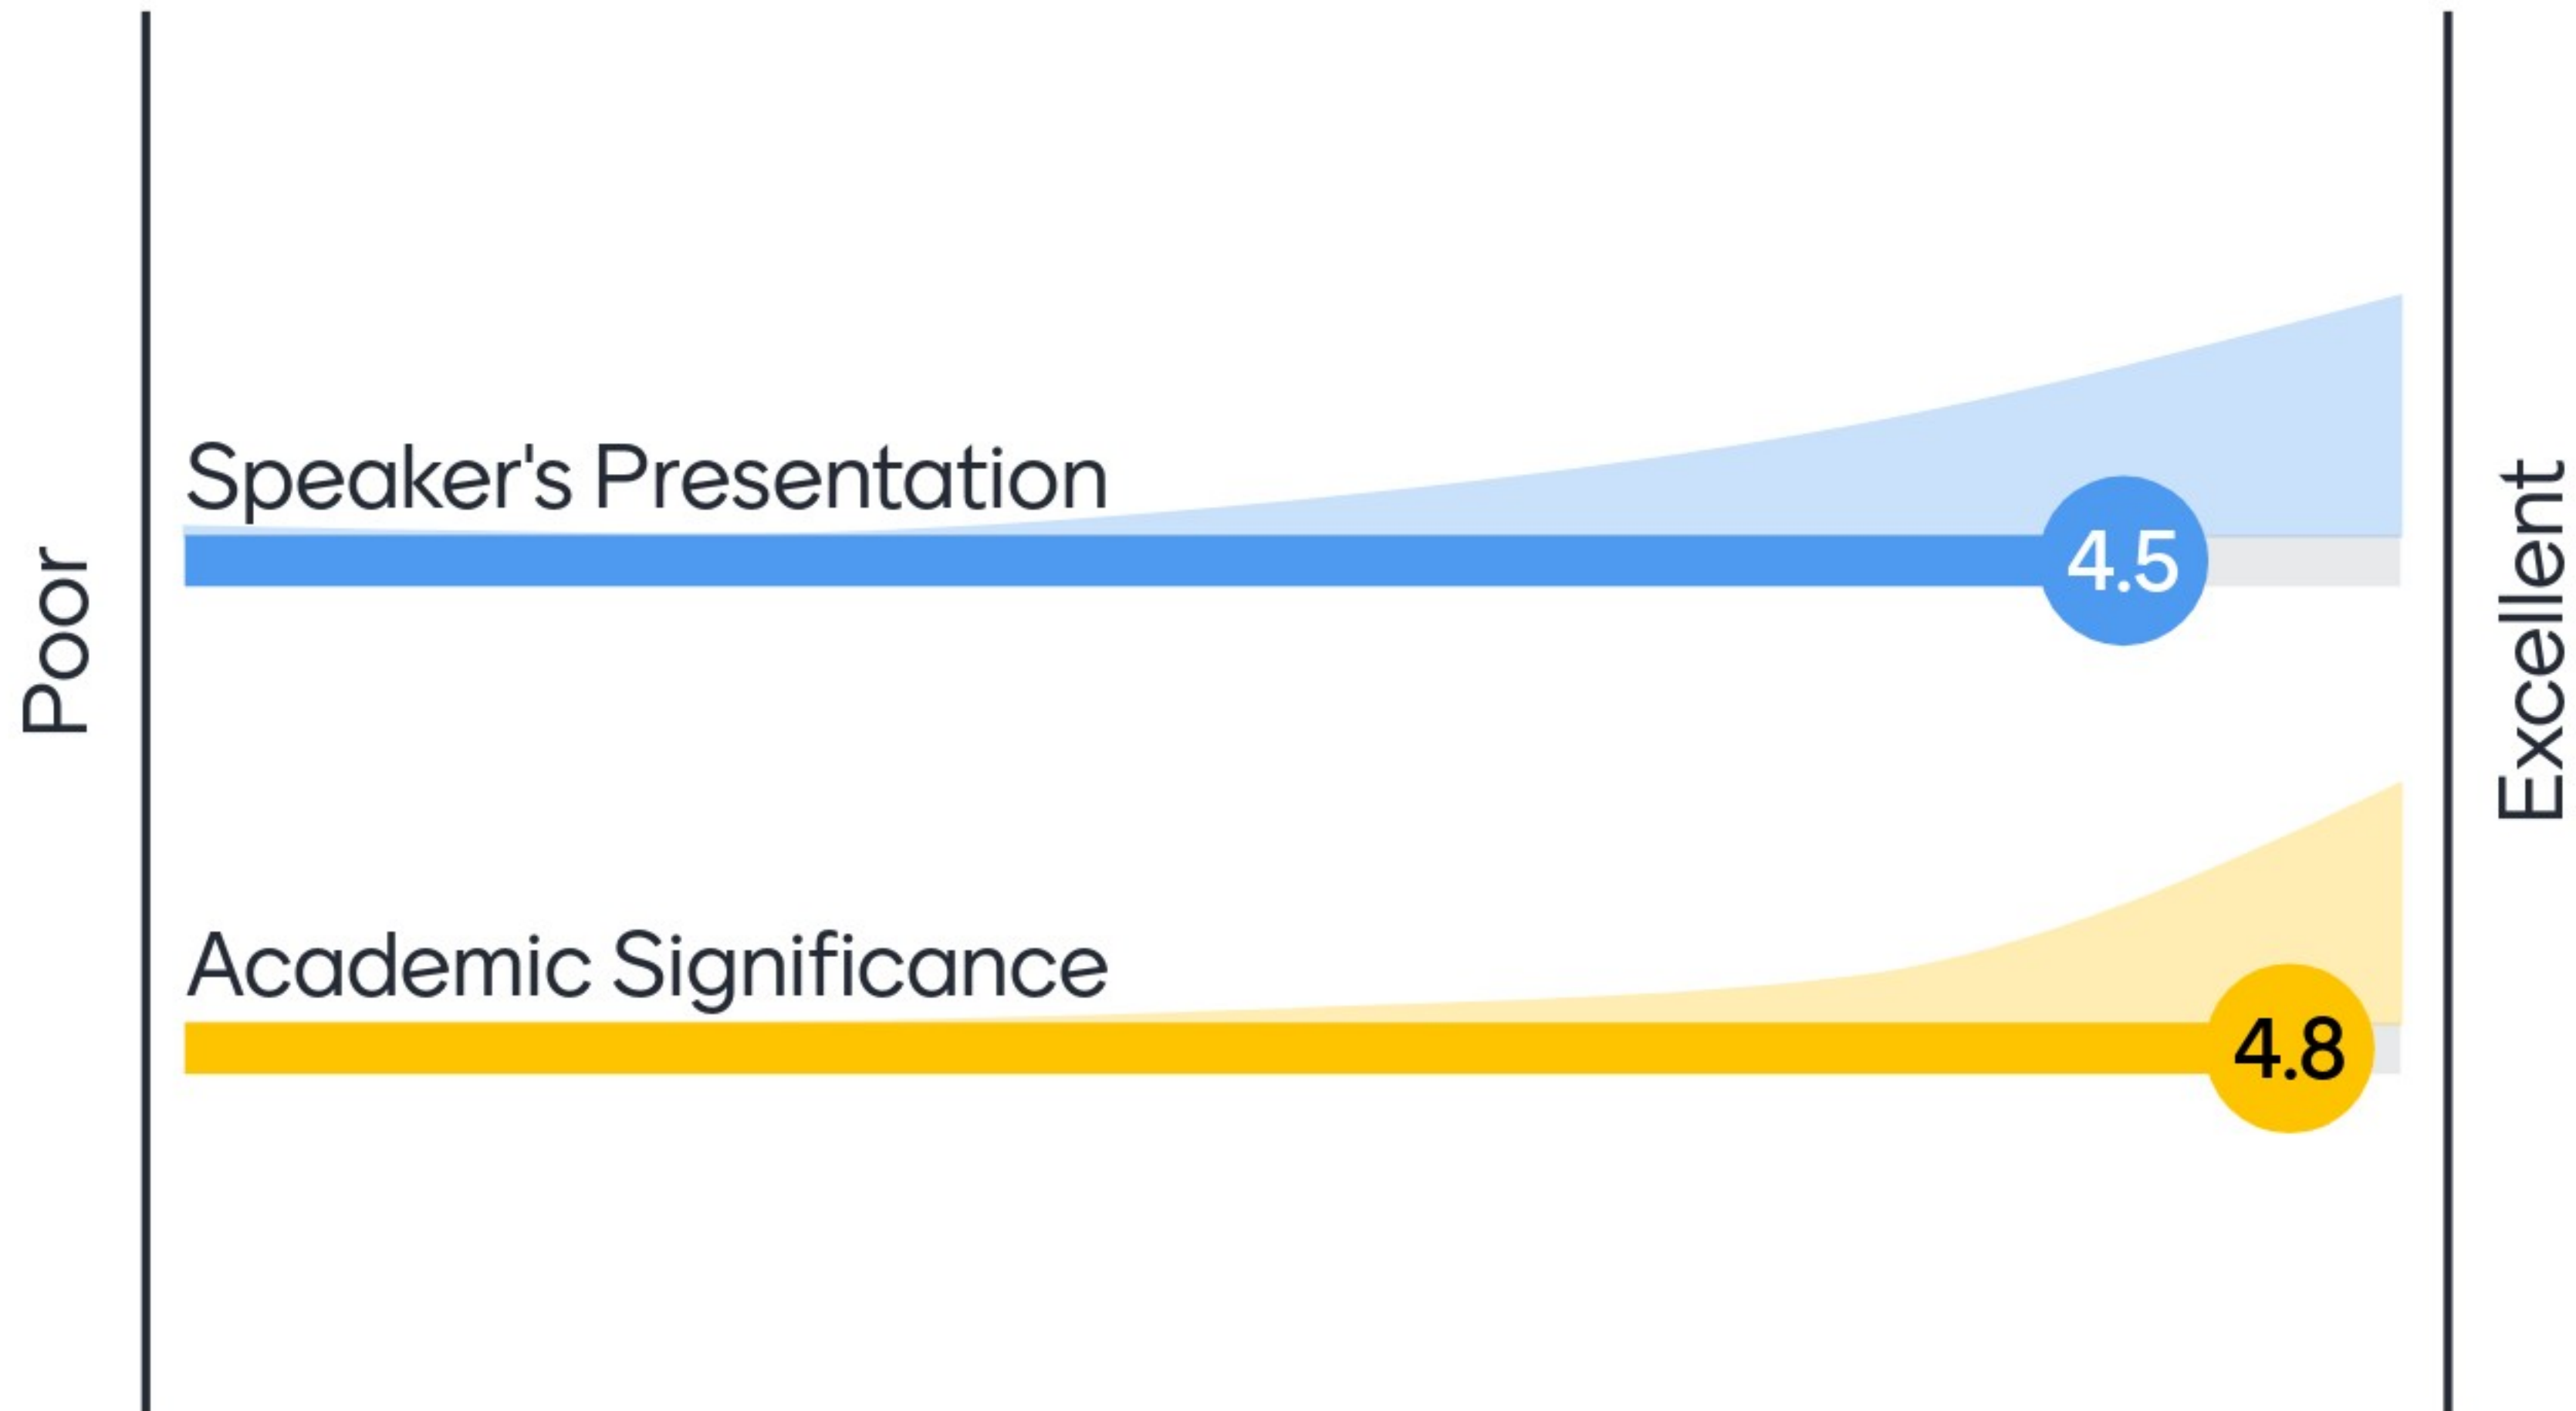 Poor
Speaker's Presentation
4.5
Academic Significance
4.8
Excellent